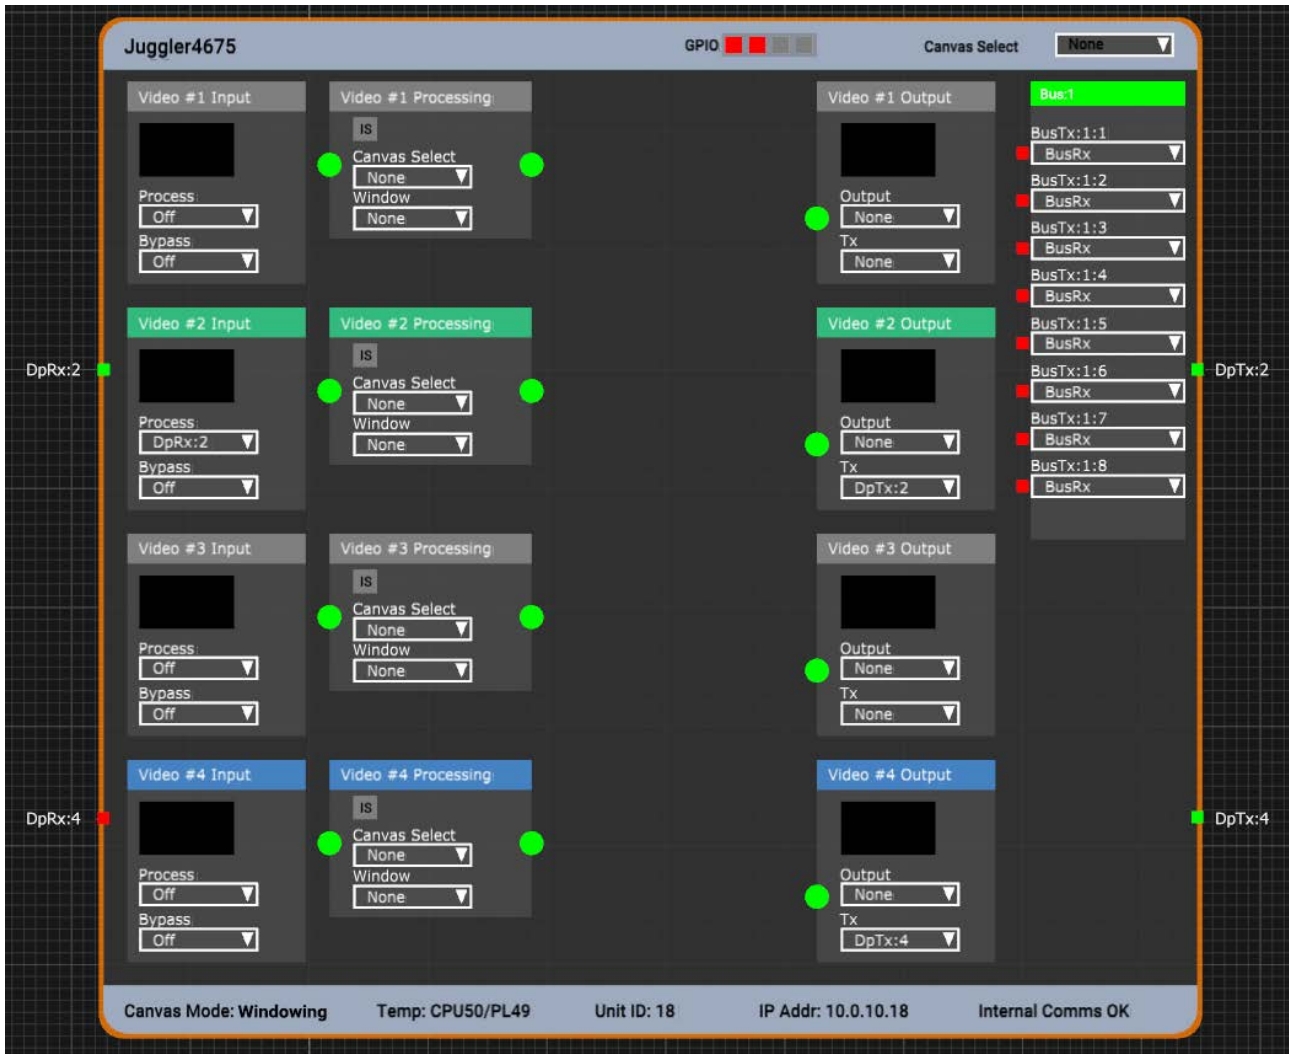 Juggler4675
GPIO
Canvas Select
None
Video #1 Input
Process
Off
Bypass
Off
Video #1 Processing
IS
Canvas Select
None
Window
None
Video #1 Output
Output
None
Tx
None
Bus:1
BusTx:1:1
BusRx
BusTx:1:2
BusRx
BusTx:1:3
BusRx
BusTx:1:4
BusRx
BusTx:1:5
BusRx
BusTx:1:6
BusRx
BusTx:1:7
BusRx
BusTx:1:8
BusRx
DpRx:2
Video #2 Input
Process
DpRx:2
Bypass
Off
Video #2 Processing
IS
Canvas Select
None
Window
None
Video #2 Output
Output
None
Tx
DpTx:2
DpTx:2
Video #3 Input
Process
Off
Bypass
Off
Video #3 Processing
IS
Canvas Select
None
Window
None
Video #3 Output
Output
None
Tx
None
DpRx:4
Video #4 Input
Process
Off
Bypass
Off
Video #4 Processing
IS
Canvas Select
None
Window
None
Video #4 Output
Output
None
Tx
DpTx:4
DpTx:4
Canvas Mode: Windowing
Temp: CPU50/PL49
Unit ID: 18
IP Addr: 10.0.10.18
Internal Comms OK